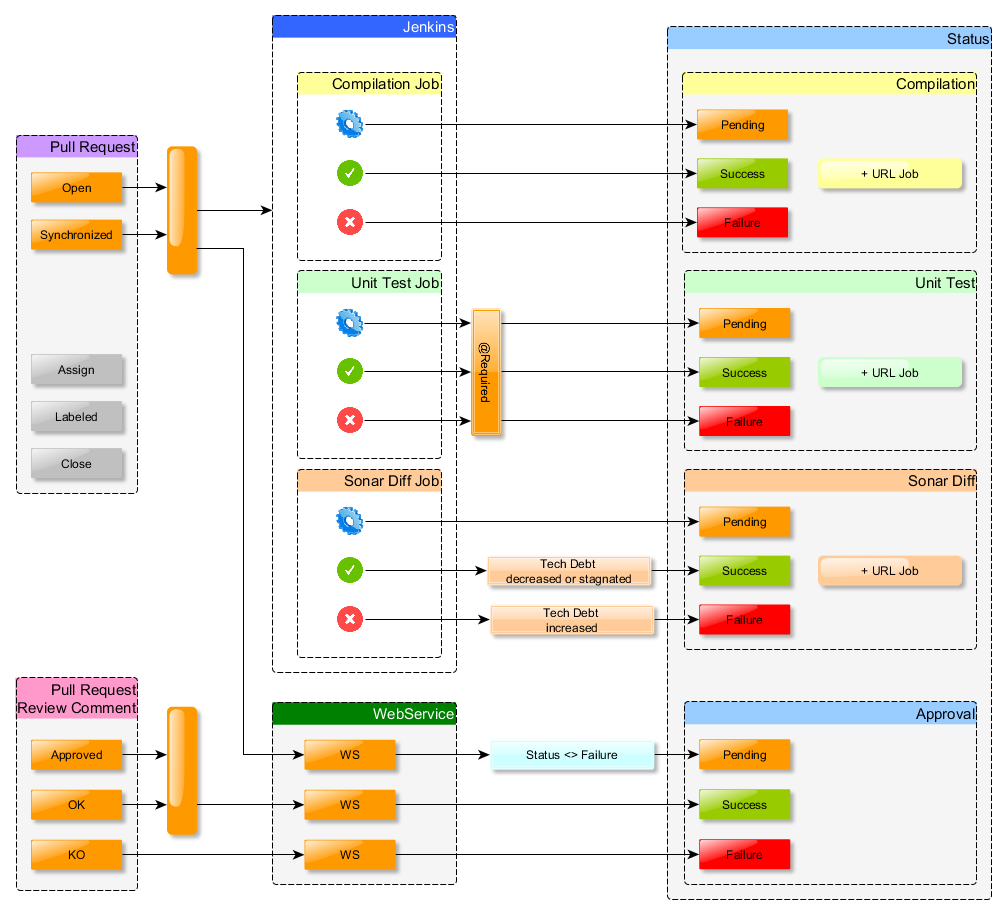 Pull Request
Open
Synchronized
Assign
Labeled
Close
Pull Request
Review Comment
Approved
OK
KO
Jenkins
Compilation Job
Unit Test Job
@Required
Sonar Diff Job
Tech Debt
decreased or stagnated
Tech Debt
increased
WebService
WS
WS
WS
Status <> Failure
Status
Compilation
Pending
Success
+ URL Job
Failure
Unit Test
Pending
Success
+ URL Job
Failure
Sonar Diff
Pending
Success
+ URL Job
Failure
Approval
Pending
Success
Failure